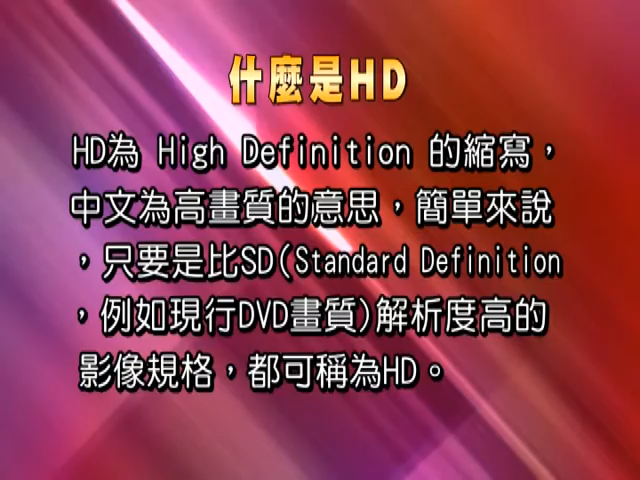 什麼是HD
HD為 High Definition 的縮寫，
中文為高畫質的意思，簡單來說
，只要是比SD(Standard Definition
，例如現行DVD畫質)解析度高的
影像規格，都可稱為HD。